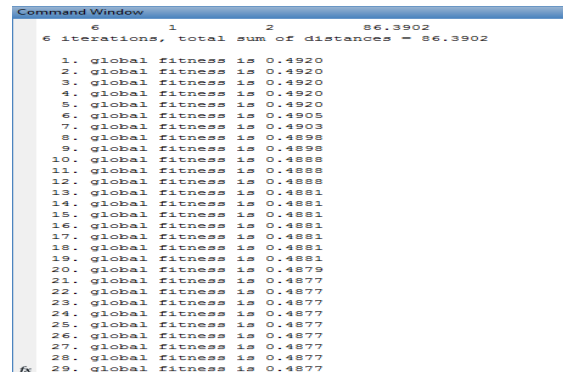 Command Window
6 1 2 86.3902
6 iterations, total sum of distances = 86.3902
1. global fitness is 0.4920
2. global fitness is 0.4920
3. global fitness is 0.4920
4. global fitness is 0.4920
5. global fitness is 0.4920
6. global fitness is 0.4905
7. global fitness is 0.4903
8. global fitness is 0.4898
9. global fitness is 0.4898
10. global fitness is 0.4888
11. global fitness is 0.4888
12. global fitness is 0.4888
13. global fitness is 0.4881
14. global fitness is 0.4881
15. global fitness is 0.4881
16. global fitness is 0.4881
17. global fitness is 0.4881
18. global fitness is 0.4881
19. global fitness is 0.4881
20. global fitness is 0.4879
21. global fitness is 0.4877
22. global fitness is 0.4877
23. global fitness is 0.4877
24. global fitness is 0.4877
25. global fitness is 0.4877
26. global fitness is 0.4877
27. global fitness is 0.4877
28. global fitness is 0.4877
fx 29. global fitness is 0.4877